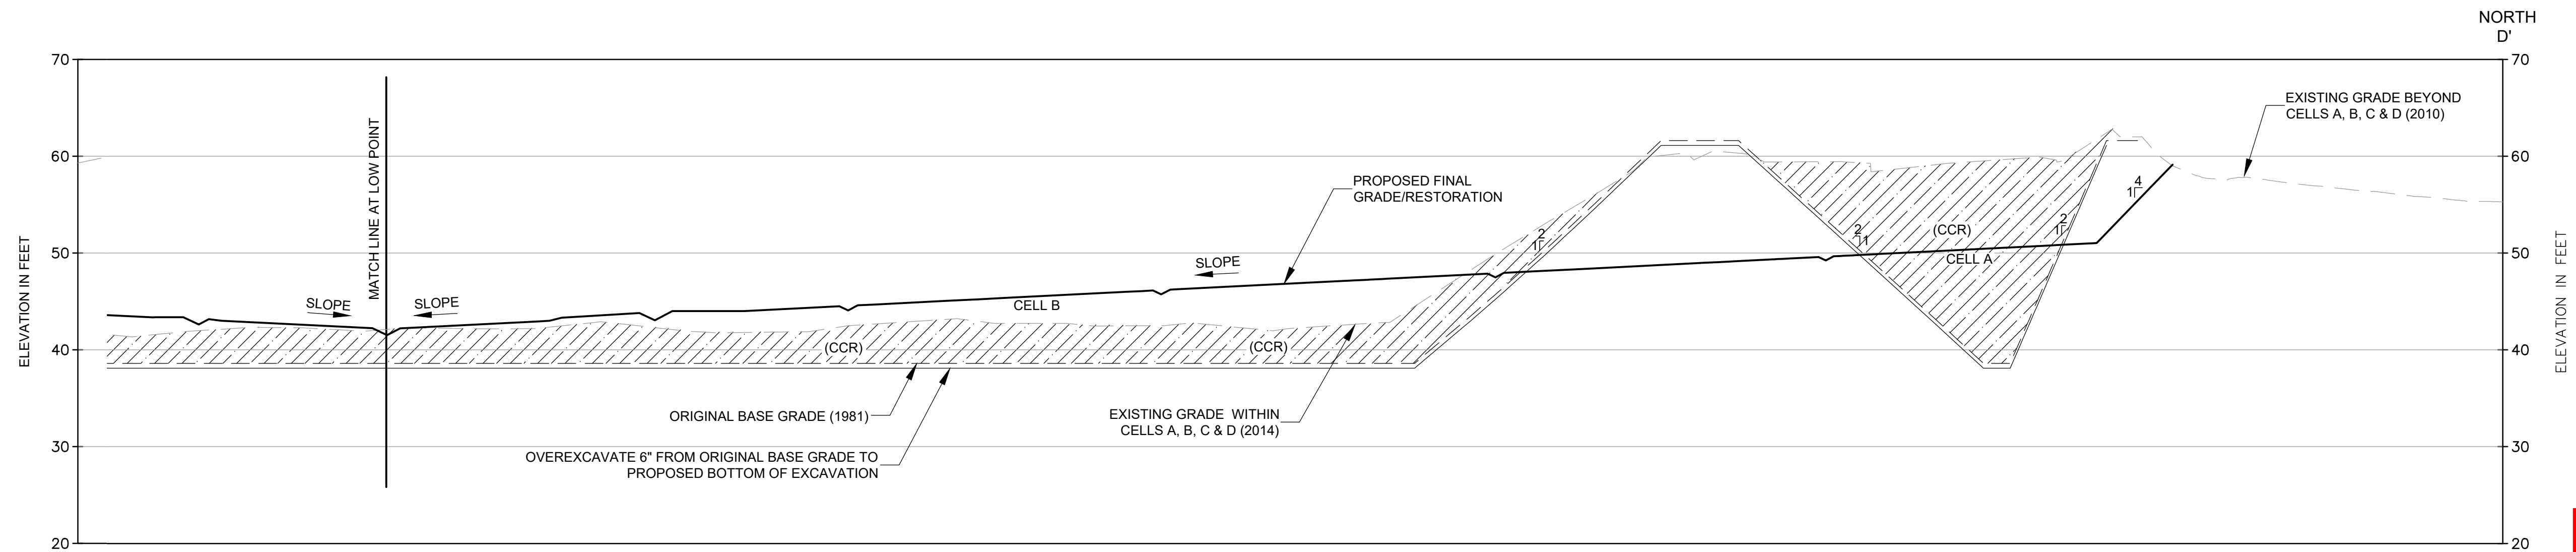 NORTH
D'
70
60
50
40
30
20
ELEVATION IN FEET
MATCH LINE AT LOW POINT
SLOPE
SLOPE
SLOPE
CELL B
(CCR)
(CCR)
ORIGINAL BASE GRADE (1981)
OVEREXCAVATE 6" FROM ORIGINAL BASE GRADE TO
PROPOSED BOTTOM OF EXCAVATION
EXISTING GRADE WITHIN
CELLS A, B, C & D (2014)
PROPOSED FINAL
GRADE/RESTORATION
2
1
2
1
(CCR)
CELL A
2
1
4
1
EXISTING GRADE BEYOND
CELLS A, B, C & D (2010)
70
60
50
40
30
20
ELEVATION IN FEET